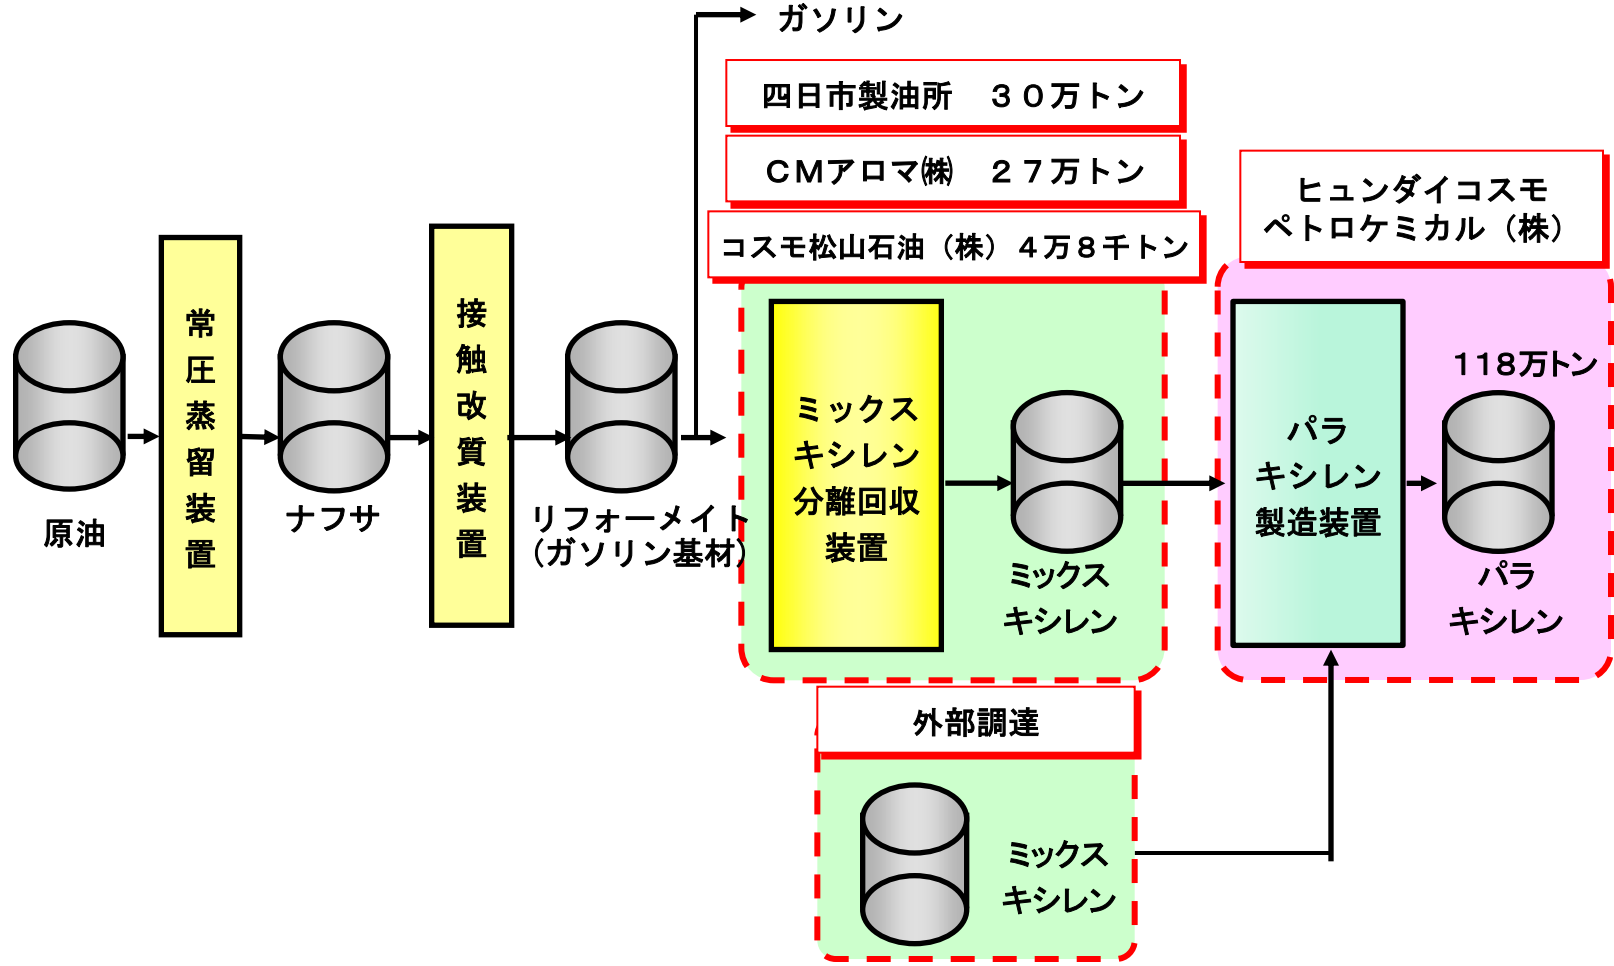 ガソリン
四日市製油所　３０万トン
ＣＭアロマ㈱　２７万トン
コスモ松山石油（株）４万８千トン
ヒュンダイコスモ
ペトロケミカル（株）
原油
常圧蒸留装置
ナフサ
接触改質装置
リフォーメイト
（ガソリン基材）
ミックス
キシレン
分離回収
装置
ミックス
キシレン
パラ
キシレン
製造装置
１１８万トン
パラ
キシレン
外部調達
ミックス
キシレン